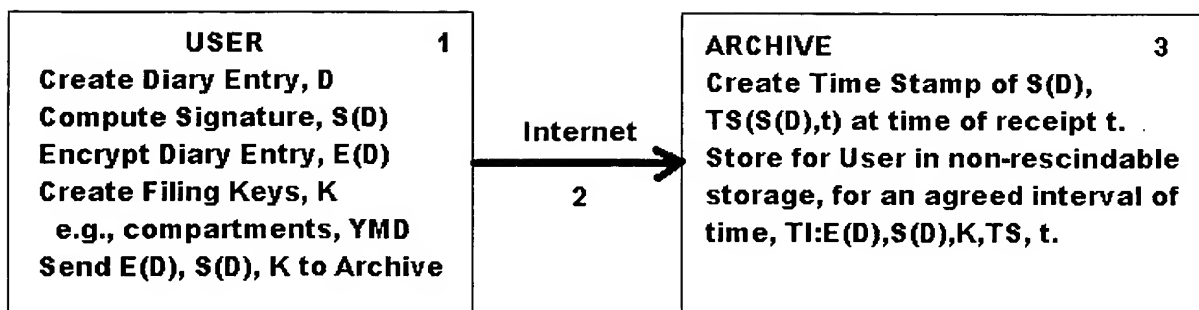 USER 1
Create Diary Entry, D
Compute Signature, S(D)
Encrypt Diary Entry, E(D)
Create Filing Keys, K
e.g., compartments, YMD
Send E(D), S(D), K to Archive
Internet
2
ARCHIVE 3
Create Time Stamp of S(D),
TS(S(D),t) at time of receipt t.
Store for User in non-rescindable
storage, for an agreed interval of
time, TI:E(D),S(D),K,TS, t.